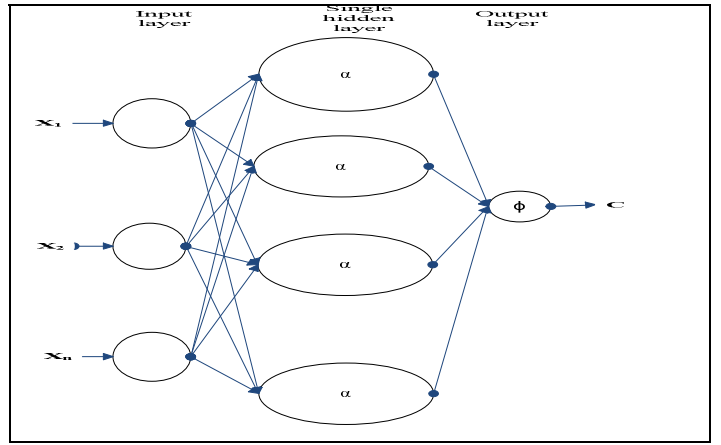 Input
layer
Single
hidden
layer
Output
layer
X₁
X₂
Xₙ
α
α
α
α
ϕ
C